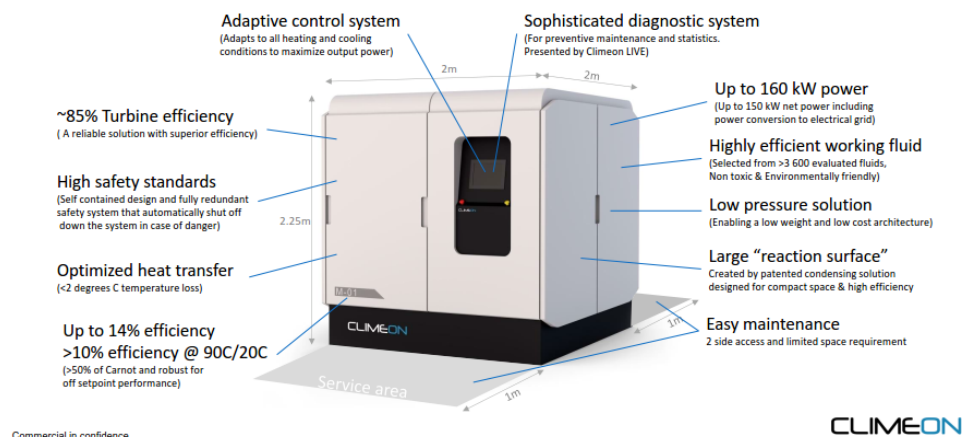 Adaptive control system
(Adapts to all heating and cooling
conditions to maximize output power)
Sophisticated diagnostic system
(For preventive maintenance and statistics.
Presented by Climeon LIVE)
2m
2m
~85% Turbine efficiency
( A reliable solution with superior efficiency)
High safety standards
(Self contained design and fully redundant
safety system that automatically shut off
down the system in case of danger)
2.25m
Optimized heat transfer
(<2 degrees C temperature loss)
Up to 14% efficiency
>10% efficiency @ 90C/20C
(>50% of Carnot and robust for
off setpoint performance)
Up to 160 kW power
(Up to 150 kW net power including
power conversion to electrical grid)
Highly efficient working fluid
(Selected from >3 600 evaluated fluids,
Non toxic & Environmentally friendly)
Low pressure solution
(Enabling a low weight and low cost architecture)
Large “reaction surface”
Created by patented condensing solution
designed for compact space & high efficiency
Easy maintenance
2 side access and limited space requirement
CLIMEON
M-01
CLIMEON
1m
Service area
1m
Commercial in confidence
CLIMEON